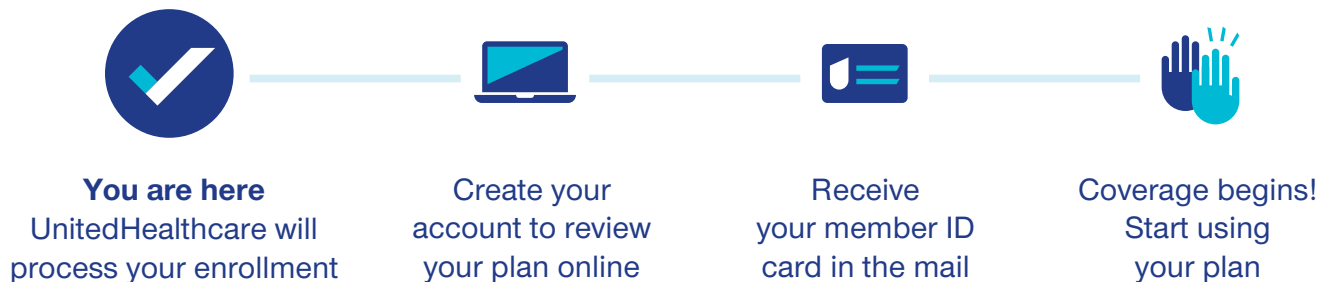 You are here
UnitedHealthcare will
process your enrollment
Create your
account to review
your plan online
Receive
your member ID
card in the mail
Coverage begins!
Start using
your plan